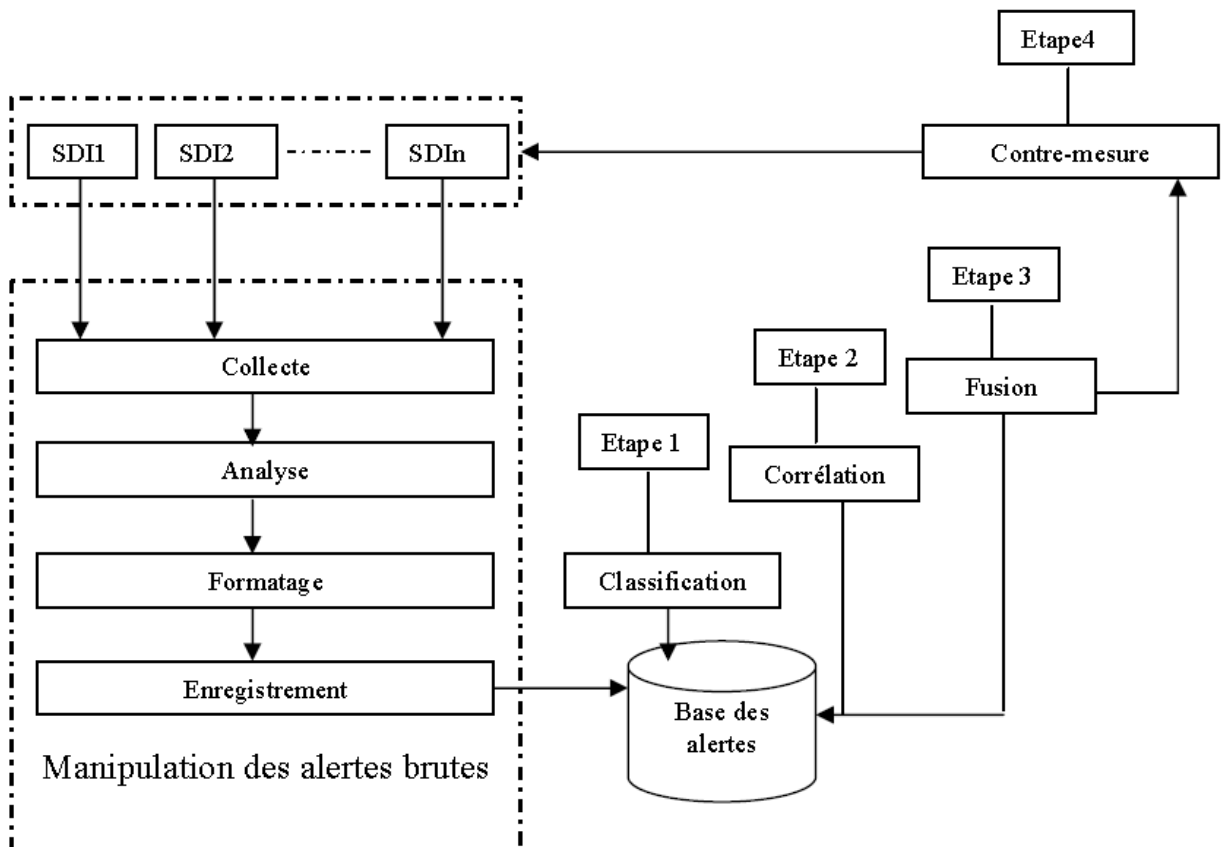 Etape4
SDI1
SDI2
SDIn
Contre-mesure
Etape 3
Collecte
Etape 2
Fusion
Analyse
Etape 1
Corrélation
Formatage
Classification
Enregistrement
Base des
alertes
Manipulation des alertes brutes